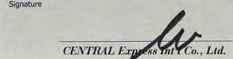 Signature
CENTRAL Express Int'l Co., Ltd.